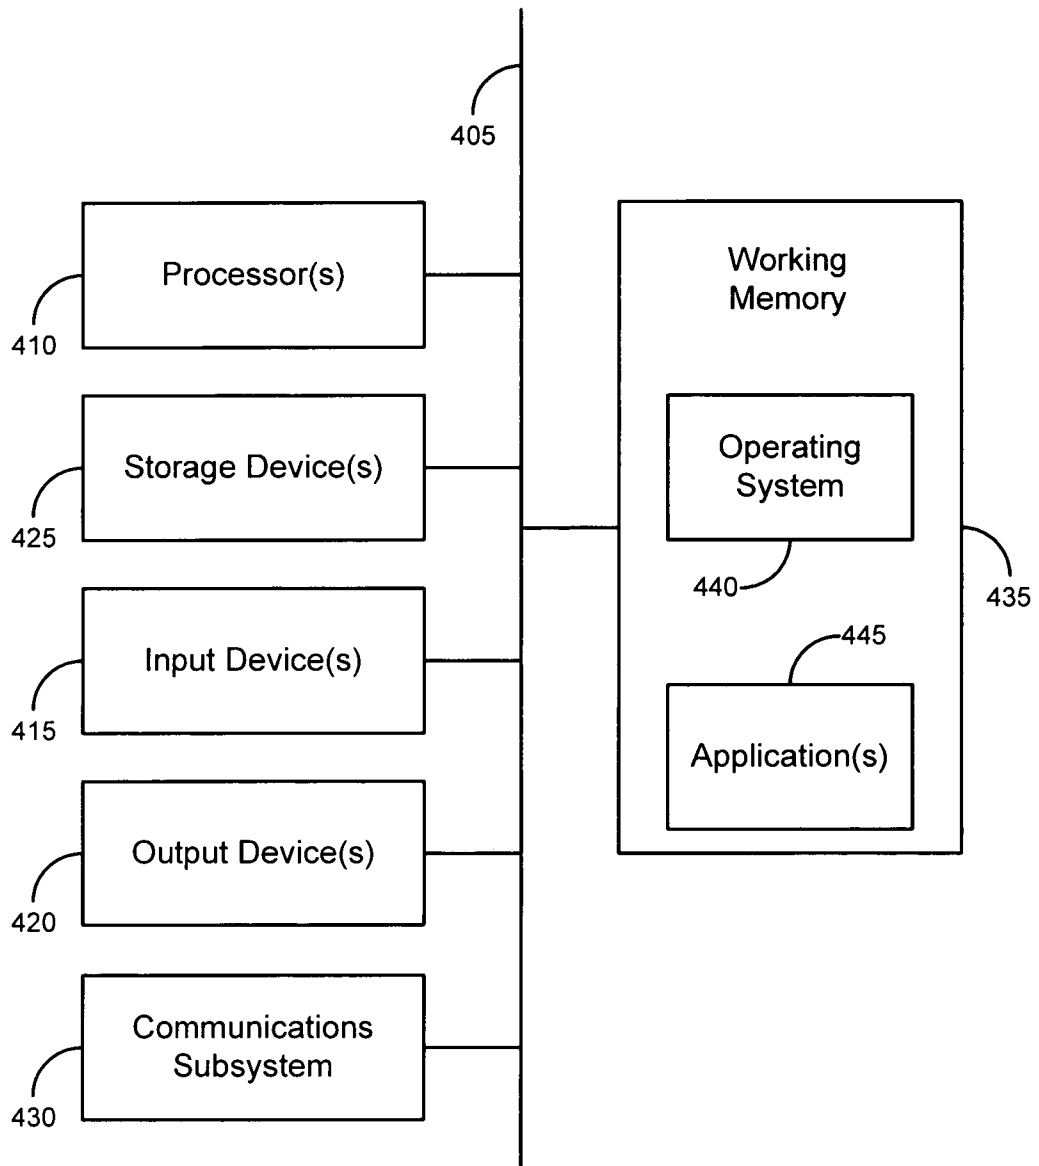 405
Processor(s)
410
Storage Device(s)
425
Input Device(s)
415
Output Device(s)
420
Communications
Subsystem
430
Working
Memory
Operating
System
440
435
445
Application(s)